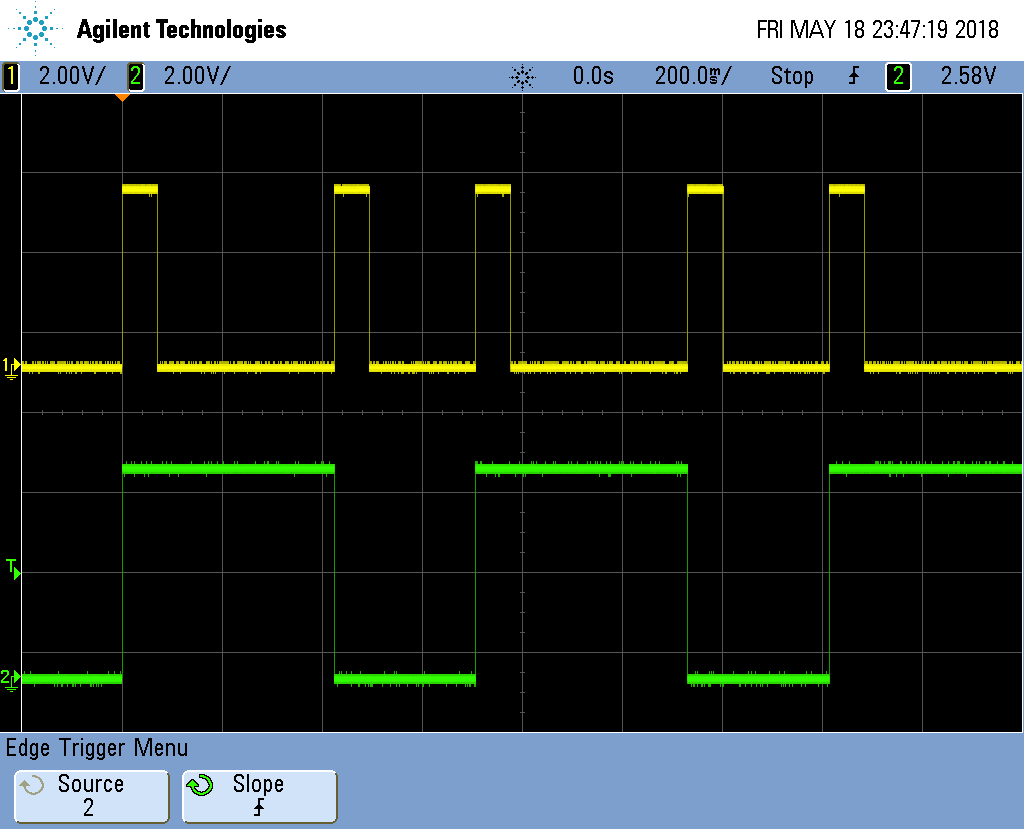 Agilent Technologies
FRI MAY 18 23:47:19 2018
1 2.00V/ 2 2.00V/ 0.0s 200.0ms/ Stop 2 2.58V
1
T
2
Edge Trigger Menu
Source
2
Slope